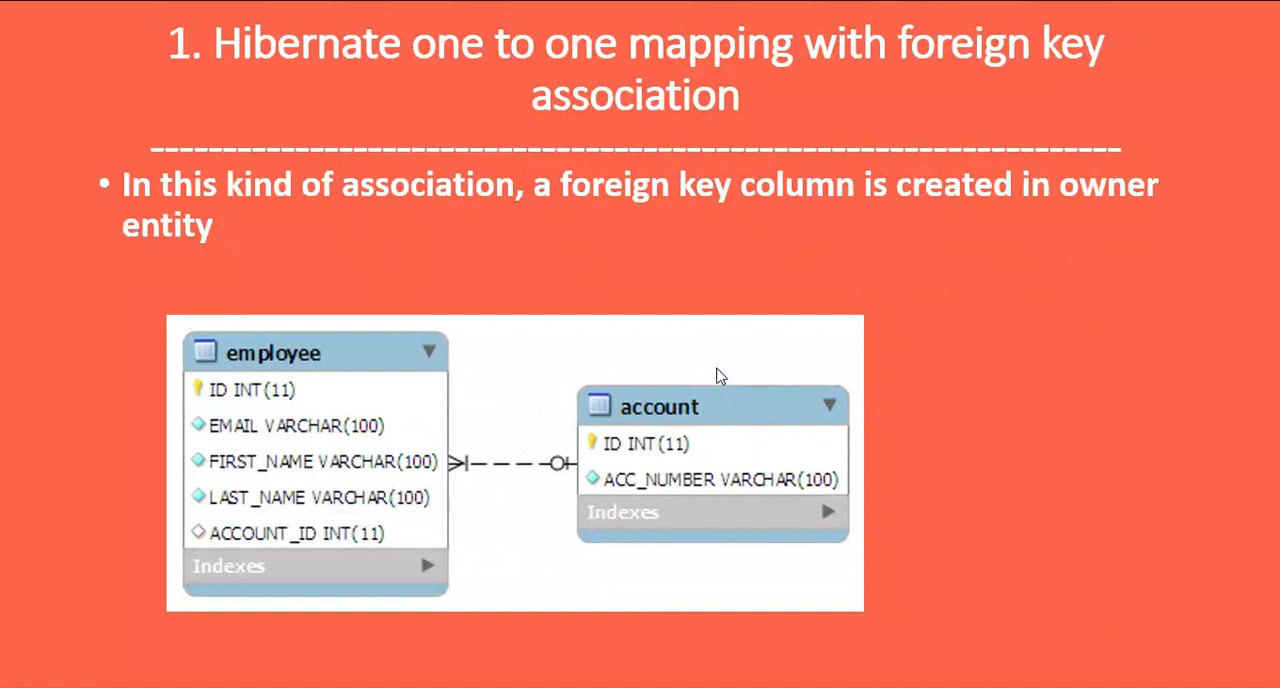 1. Hibernate one to one mapping with foreign key
association
• In this kind of association, a foreign key column is created in owner
entity
employee
ID INT(11)
EMAIL VARCHAR(100)
FIRST_NAME VARCHAR(100)
LAST_NAME VARCHAR(100)
ACCOUNT_ID INT(11)
Indexes
account
ID INT(11)
ACC_NUMBER VARCHAR(100)
Indexes